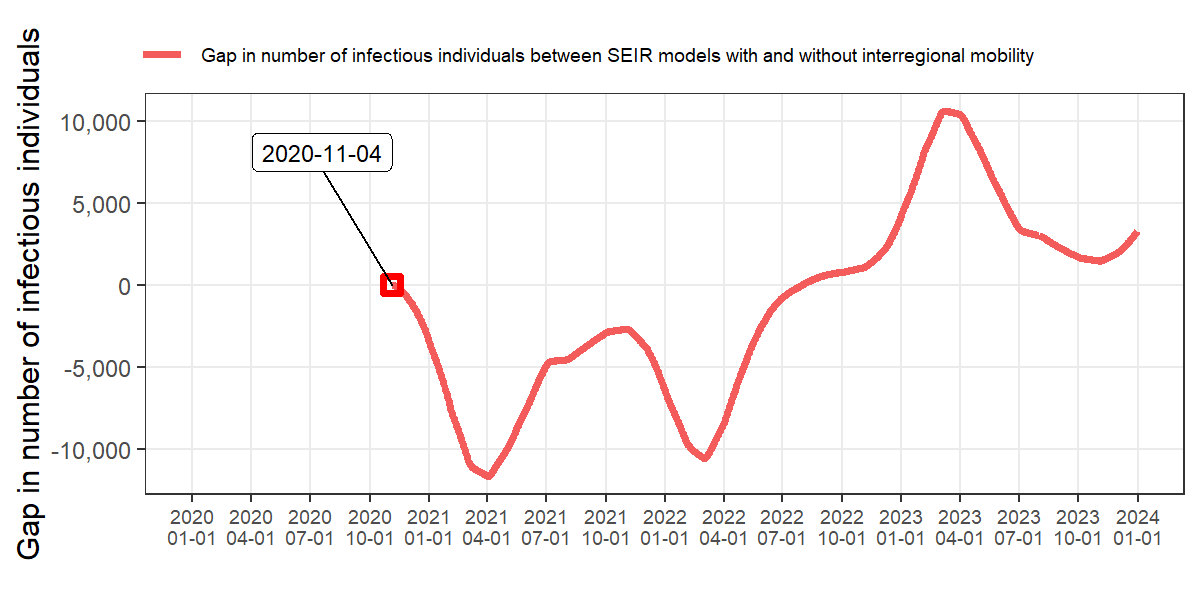 Gap in number of infectious individuals between SEIR models with and without interregional mobility
Gap in number of infectious individuals
10,000
5,000
0
-5,000
-10,000
2020-11-04
2020 2020 2020 2020 2021 2021 2021 2021 2022 2022 2022 2022 2023 2023 2023 2023 2024
01-01 04-01 07-01 10-01 01-01 04-01 07-01 10-01 01-01 04-01 07-01 10-01 01-01 04-01 07-01 10-01 01-01